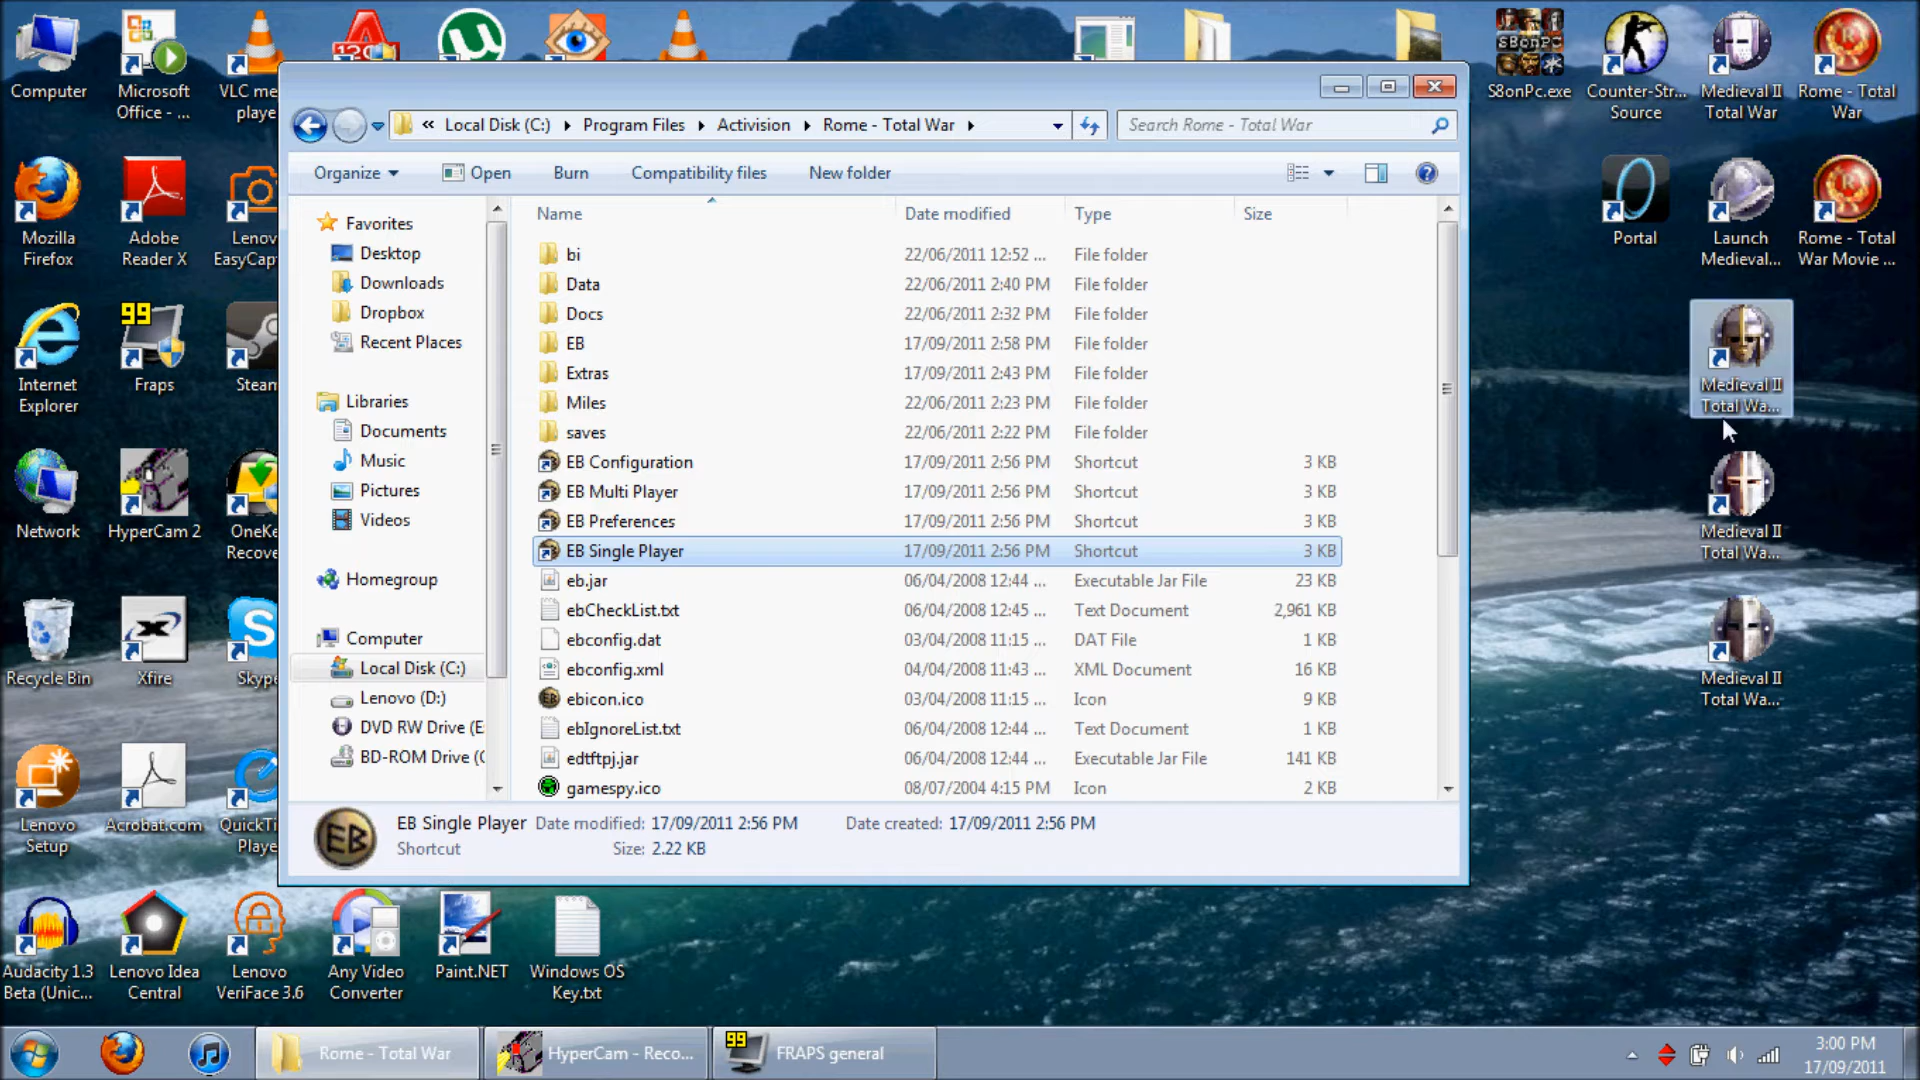 Computer
Microsoft
Office - ...
VLC me
playe
120%
S8onPC
S8onPc.exe
Counter-Str...
Source
Medieval II
Total War
Rome - Total
War
« Local Disk (C:) Program Files Activision Rome - Total War
Search Rome - Total War
Organize Open Burn Compatibility files New folder
Name Date modified Type Size
Favorites
Desktop
Downloads
Dropbox
Recent Places
Libraries
Documents
Music
Pictures
Videos
Homegroup
Computer
Local Disk (C:)
Lenovo (D:)
DVD RW Drive (E
BD-ROM Drive (G
bi 22/06/2011 12:52 ... File folder
Data 22/06/2011 2:40 PM File folder
Docs 22/06/2011 2:32 PM File folder
EB 17/09/2011 2:58 PM File folder
Extras 17/09/2011 2:43 PM File folder
Miles 22/06/2011 2:23 PM File folder
saves 22/06/2011 2:22 PM File folder
EB Configuration 17/09/2011 2:56 PM Shortcut 3 KB
EB Multi Player 17/09/2011 2:56 PM Shortcut 3 KB
EB Preferences 17/09/2011 2:56 PM Shortcut 3 KB
EB Single Player 17/09/2011 2:56 PM Shortcut 3 KB
eb.jar 06/04/2008 12:44 ... Executable Jar File 23 KB
ebCheckList.txt 06/04/2008 12:45 ... Text Document 2,961 KB
ebconfig.dat 03/04/2008 11:15 ... DAT File 1 KB
ebconfig.xml 04/04/2008 11:43 ... XML Document 16 KB
ebicon.ico 03/04/2008 11:15 ... Icon 9 KB
ebIgnoreList.txt 06/04/2008 12:44 ... Text Document 1 KB
edtftpj.jar 06/04/2008 12:44 ... Executable Jar File 141 KB
gamespy.ico 08/07/2004 4:15 PM Icon 2 KB
EB
EB Single Player Date modified: 17/09/2011 2:56 PM Date created: 17/09/2011 2:56 PM
Shortcut Size: 2.22 KB
Mozilla
Firefox
Adobe
Reader X
Lenov
EasyCap
Portal
Launch
Medieval...
Rome - Total
War Movie ...
Internet
Explorer
99
Fraps
Stean
Medieval II
Total Wa...
Network
HyperCam 2
OneKe
Recove
Medieval II
Total Wa...
Recycle Bin
Xfire
Skype
Medieval II
Total Wa...
Lenovo
Setup
Acrobat.com
QuickTi
Playe
Audacity 1.3
Beta (Unic...
Lenovo Idea
Central
Lenovo
VeriFace 3.6
Any Video
Converter
Paint.NET
Windows OS
Key.txt
Rome - Total War
HyperCam - Reco...
99
FRAPS general
3:00 PM
17/09/2011